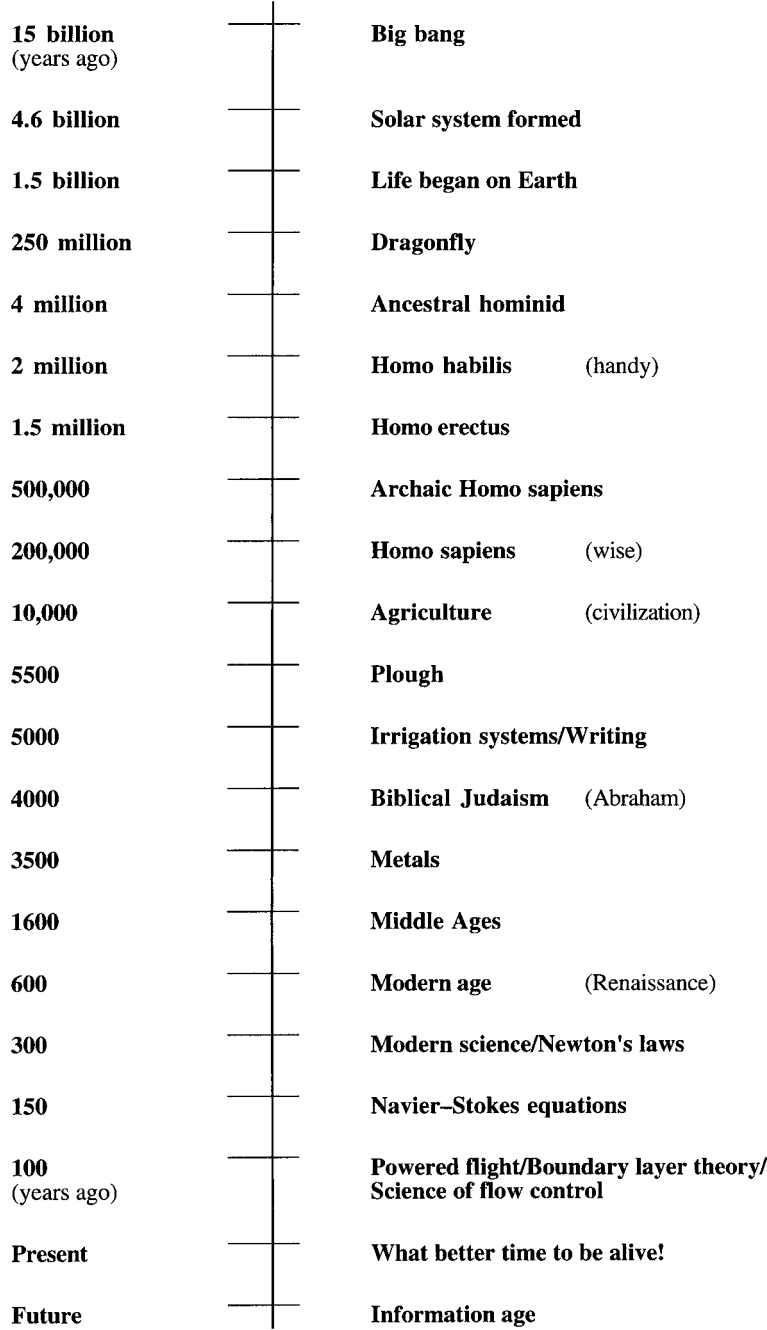 15 billion Big bang
(years ago)
4.6 billion Solar system formed
1.5 billion Life began on Earth
250 million Dragonfly
4 million Ancestral hominid
2 million Homo habilis (handy)
1.5 million Homo erectus
500,000 Archaic Homo sapiens
200,000 Homo sapiens (wise)
10,000 Agriculture (civilization)
5500 Plough
5000 Irrigation systems/Writing
4000 Biblical Judaism (Abraham)
3500 Metals
1600 Middle Ages
600 Modern age (Renaissance)
300 Modern science/Newton's laws
150 Navier–Stokes equations
100 Powered flight/Boundary layer theory/
(years ago) Science of flow control
Present What better time to be alive!
Future Information age